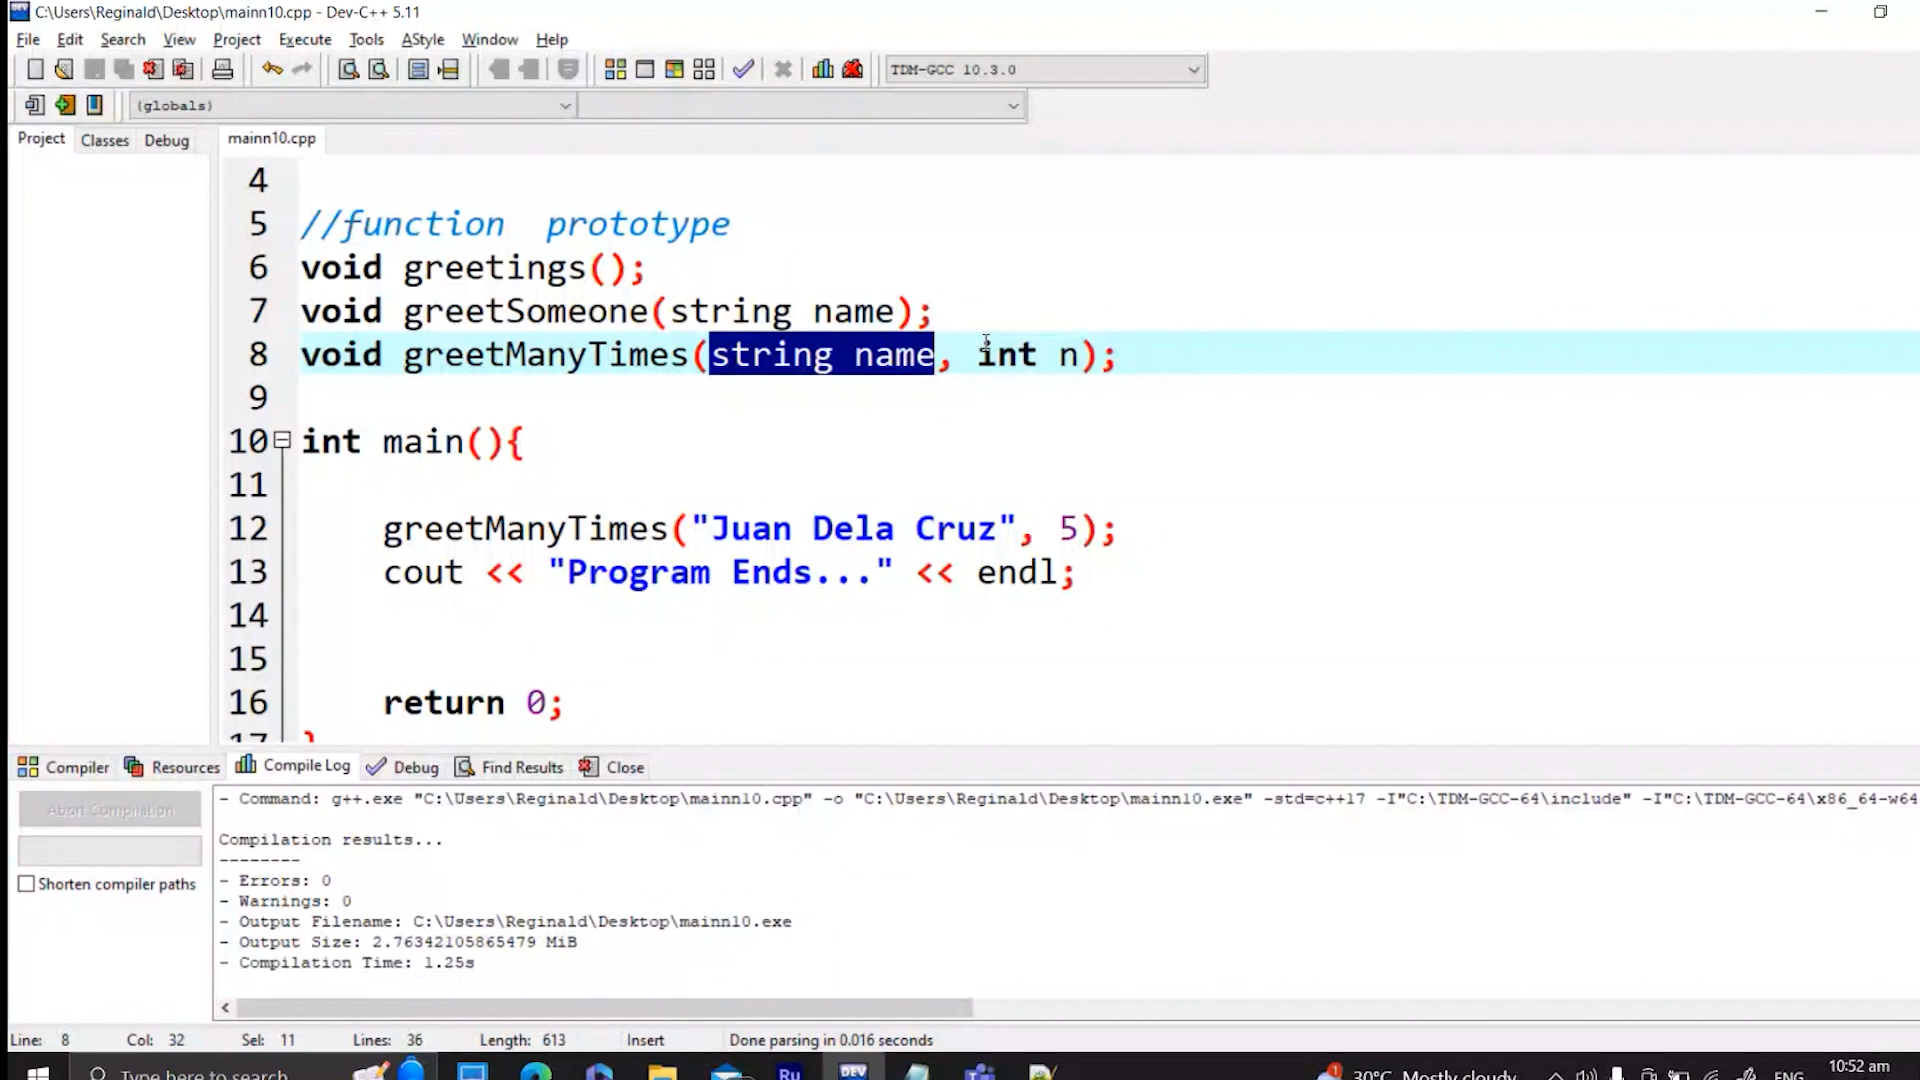 C:\Users\Reginald\Desktop\mainn10.cpp - Dev-C++ 5.11
File Edit Search View Project Execute Tools AStyle Window Help
TDM-GCC 10.3.0
(globals)
Project Classes Debug mainn10.cpp
4
5 //function  prototype
6 void greetings();
7 void greetSomeone(string name);
8 void greetManyTimes(string name, int n);
9
10 int main(){
11
12 greetManyTimes("Juan Dela Cruz", 5);
13 cout << "Program Ends..." << endl;
14
15
16 return 0;
17 }
Compiler Resources Compile Log Debug Find Results Close
Abort Compilation
- Command: g++.exe "C:\Users\Reginald\Desktop\mainn10.cpp" -o "C:\Users\Reginald\Desktop\mainn10.exe" -std=c++17 -I"C:\TDM-GCC-64\include" -I"C:\TDM-GCC-64\x86_64-w64
Compilation results...
--------
Shorten compiler paths
- Errors: 0
- Warnings: 0
- Output Filename: C:\Users\Reginald\Desktop\mainn10.exe
- Output Size: 2.76342105865479 MiB
- Compilation Time: 1.25s
Line: 8 Col: 32 Sel: 11 Lines: 36 Length: 613 Insert Done parsing in 0.016 seconds
Type here to search Ru DEV 1 30°C Mostly cloudy ENG 10:52 am